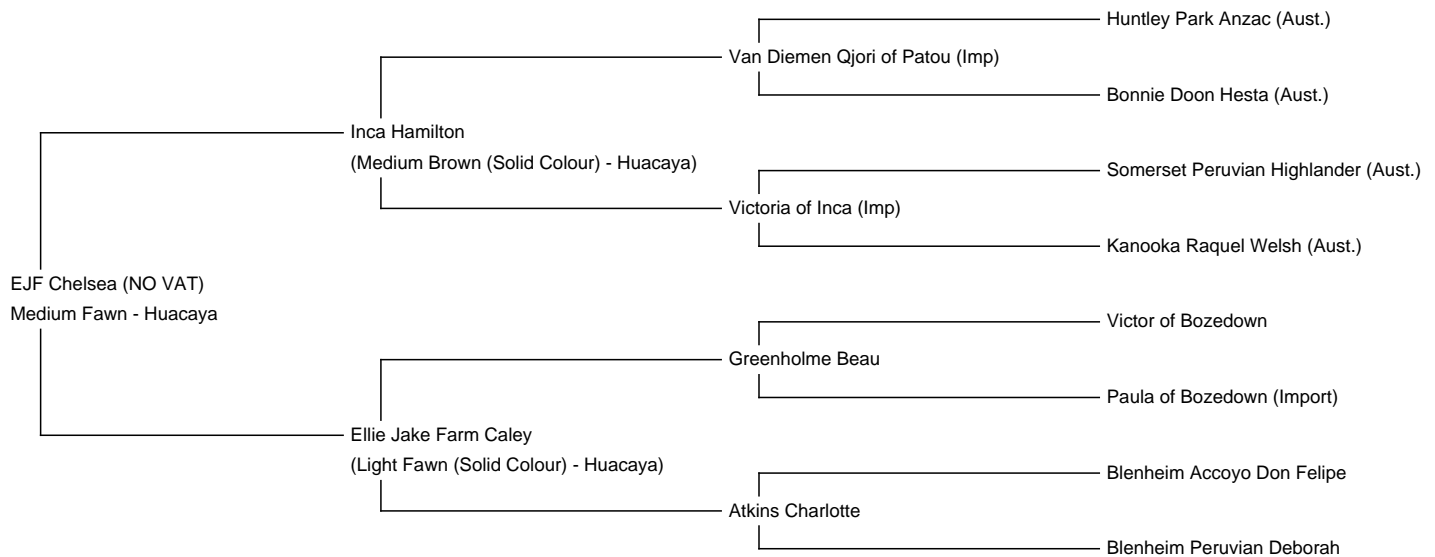 Huntley Park Anzac (Aust.)
Van Diemen Qjori of Patou (Imp)
Bonnie Doon Hesta (Aust.)
Inca Hamilton
(Medium Brown (Solid Colour) - Huacaya)
Somerset Peruvian Highlander (Aust.)
Victoria of Inca (Imp)
Kanooka Raquel Welsh (Aust.)
EJF Chelsea (NO VAT)
Medium Fawn - Huacaya
Victor of Bozedown
Greenholme Beau
Paula of Bozedown (Import)
Ellie Jake Farm Caley
(Light Fawn (Solid Colour) - Huacaya)
Blenheim Accoyo Don Felipe
Atkins Charlotte
Blenheim Peruvian Deborah